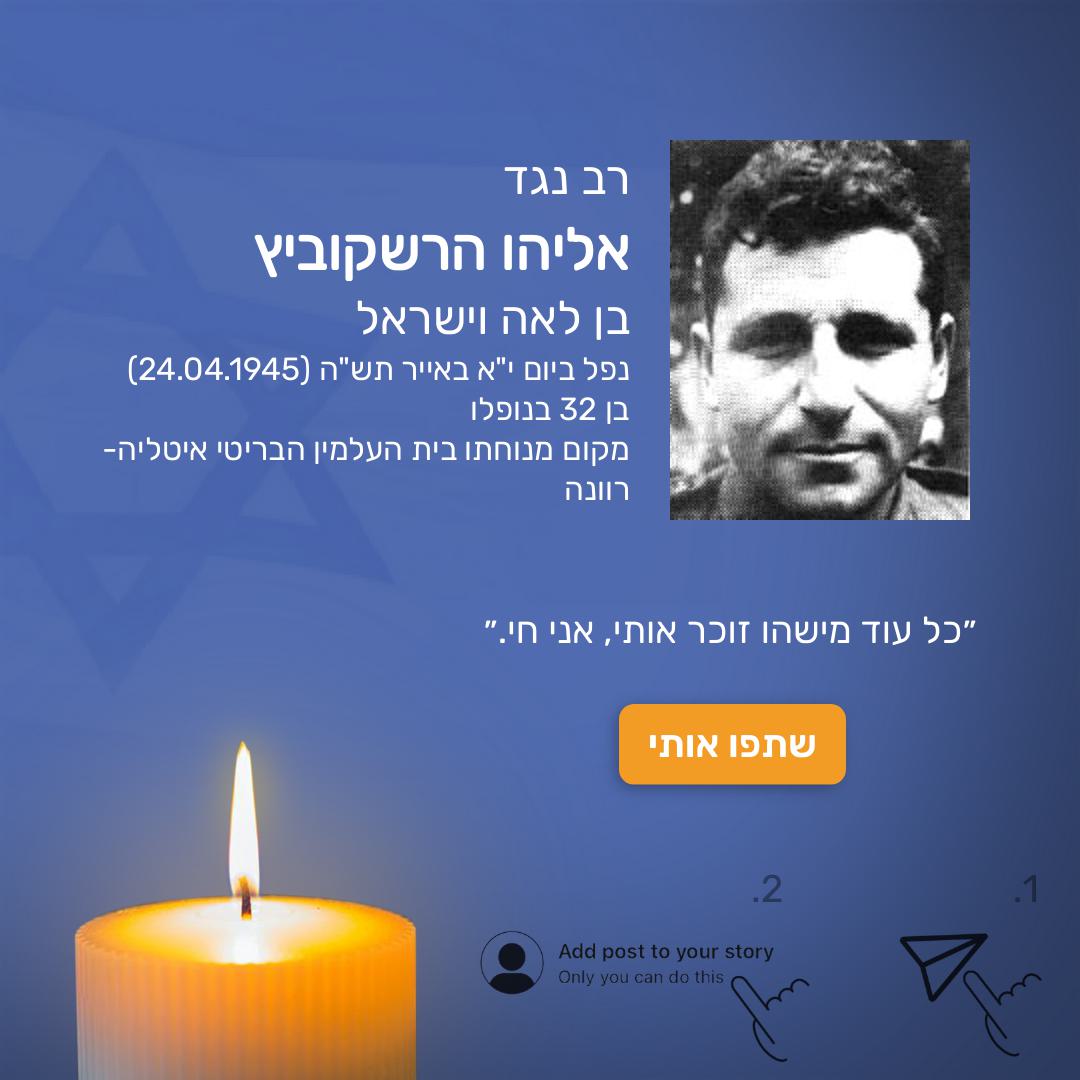 רב נגד
אליהו הרשקוביץ
בן לאה וישראל
נפל ביום י"א באייר תש"ה (24.04.1945)
בן 32 בנופלו
מקום מנוחתו בית העלמין הבריטי איטליה-
רוונה
״כל עוד מישהו זוכר אותי, אני חי.״
שתפו אותי
.1
.2
Add post to your story
Only you can do this